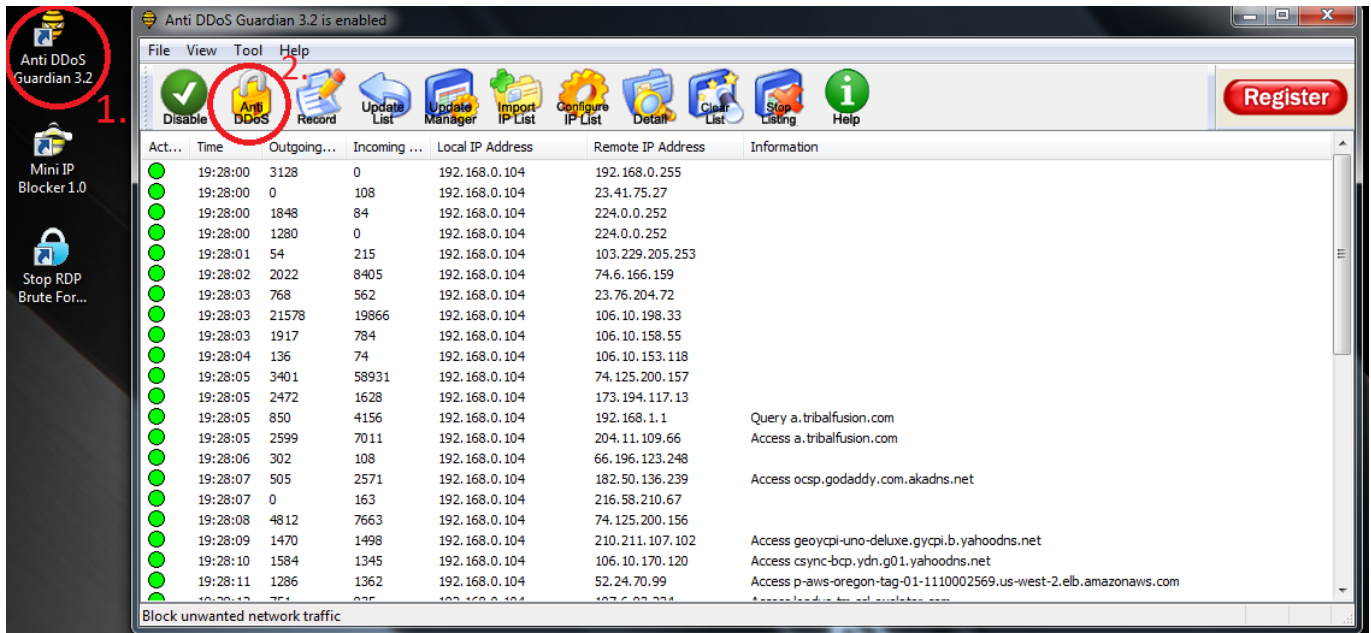 Anti DDoS
Guardian 3.2
1.
Mini IP
Blocker 1.0
Stop RDP
Brute For...
Anti DDoS Guardian 3.2 is enabled
File View Tool Help
2.
Disable
Anti
DDoS
Record
Update
List
Update
Manager
Import
IP List
Configure
IP List
Detail
Clear
List
Stop
Listing
Help
Register
Act... Time Outgoing... Incoming ... Local IP Address Remote IP Address Information
19:28:00 3128 0 192.168.0.104 192.168.0.255
19:28:00 0 108 192.168.0.104 23.41.75.27
19:28:00 1848 84 192.168.0.104 224.0.0.252
19:28:00 1280 0 192.168.0.104 224.0.0.252
19:28:01 54 215 192.168.0.104 103.229.205.253
19:28:02 2022 8405 192.168.0.104 74.6.166.159
19:28:03 768 562 192.168.0.104 23.76.204.72
19:28:03 21578 19866 192.168.0.104 106.10.198.33
19:28:03 1917 784 192.168.0.104 106.10.158.55
19:28:04 136 74 192.168.0.104 106.10.153.118
19:28:05 3401 58931 192.168.0.104 74.125.200.157
19:28:05 2472 1628 192.168.0.104 173.194.117.13
19:28:05 850 4156 192.168.0.104 192.168.1.1 Query a.tribalfusion.com
19:28:05 2599 7011 192.168.0.104 204.11.109.66 Access a.tribalfusion.com
19:28:06 302 108 192.168.0.104 66.196.123.248
19:28:07 505 2571 192.168.0.104 182.50.136.239 Access ocsp.godaddy.com.akadns.net
19:28:07 0 163 192.168.0.104 216.58.210.67
19:28:08 4812 7663 192.168.0.104 74.125.200.156
19:28:09 1470 1498 192.168.0.104 210.211.107.102 Access geoycpi-uno-deluxe.gycpi.b.yahoodns.net
19:28:10 1584 1345 192.168.0.104 106.10.170.120 Access csync-bcp.ydn.g01.yahoodns.net
19:28:11 1286 1362 192.168.0.104 52.24.70.99 Access p-aws-oregon-tag-01-1110002569.us-west-2.elb.amazonaws.com
Block unwanted network traffic